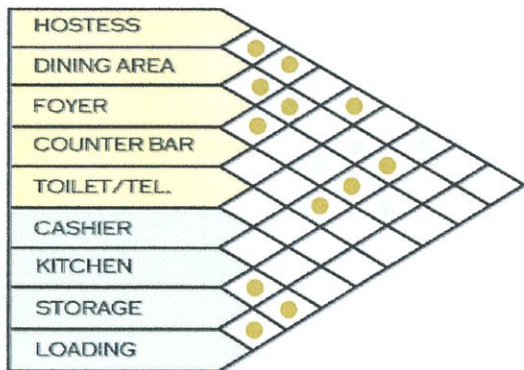 HOSTESS
DINING AREA
FOYER
COUNTER BAR
TOILET/TEL.
CASHIER
KITCHEN
STORAGE
LOADING